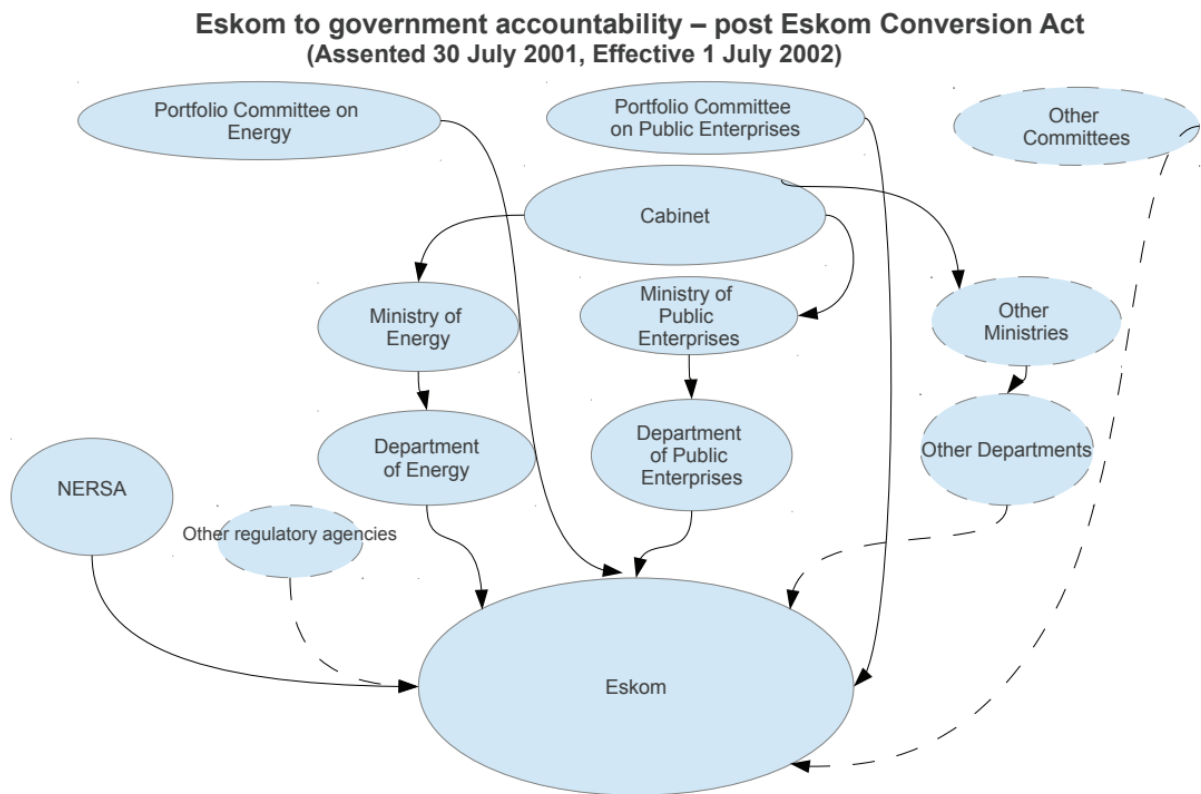 Eskom to government accountability – post Eskom Conversion Act
(Assented 30 July 2001, Effective 1 July 2002)
Portfolio Committee on
Energy
Portfolio Committee
on Public Enterprises
Other
Committees
Cabinet
Ministry of
Energy
Ministry of
Public
Enterprises
Other
Ministries
Department
of Energy
Department
of Public
Enterprises
Other Departments
NERSA
Other regulatory agencies
Eskom